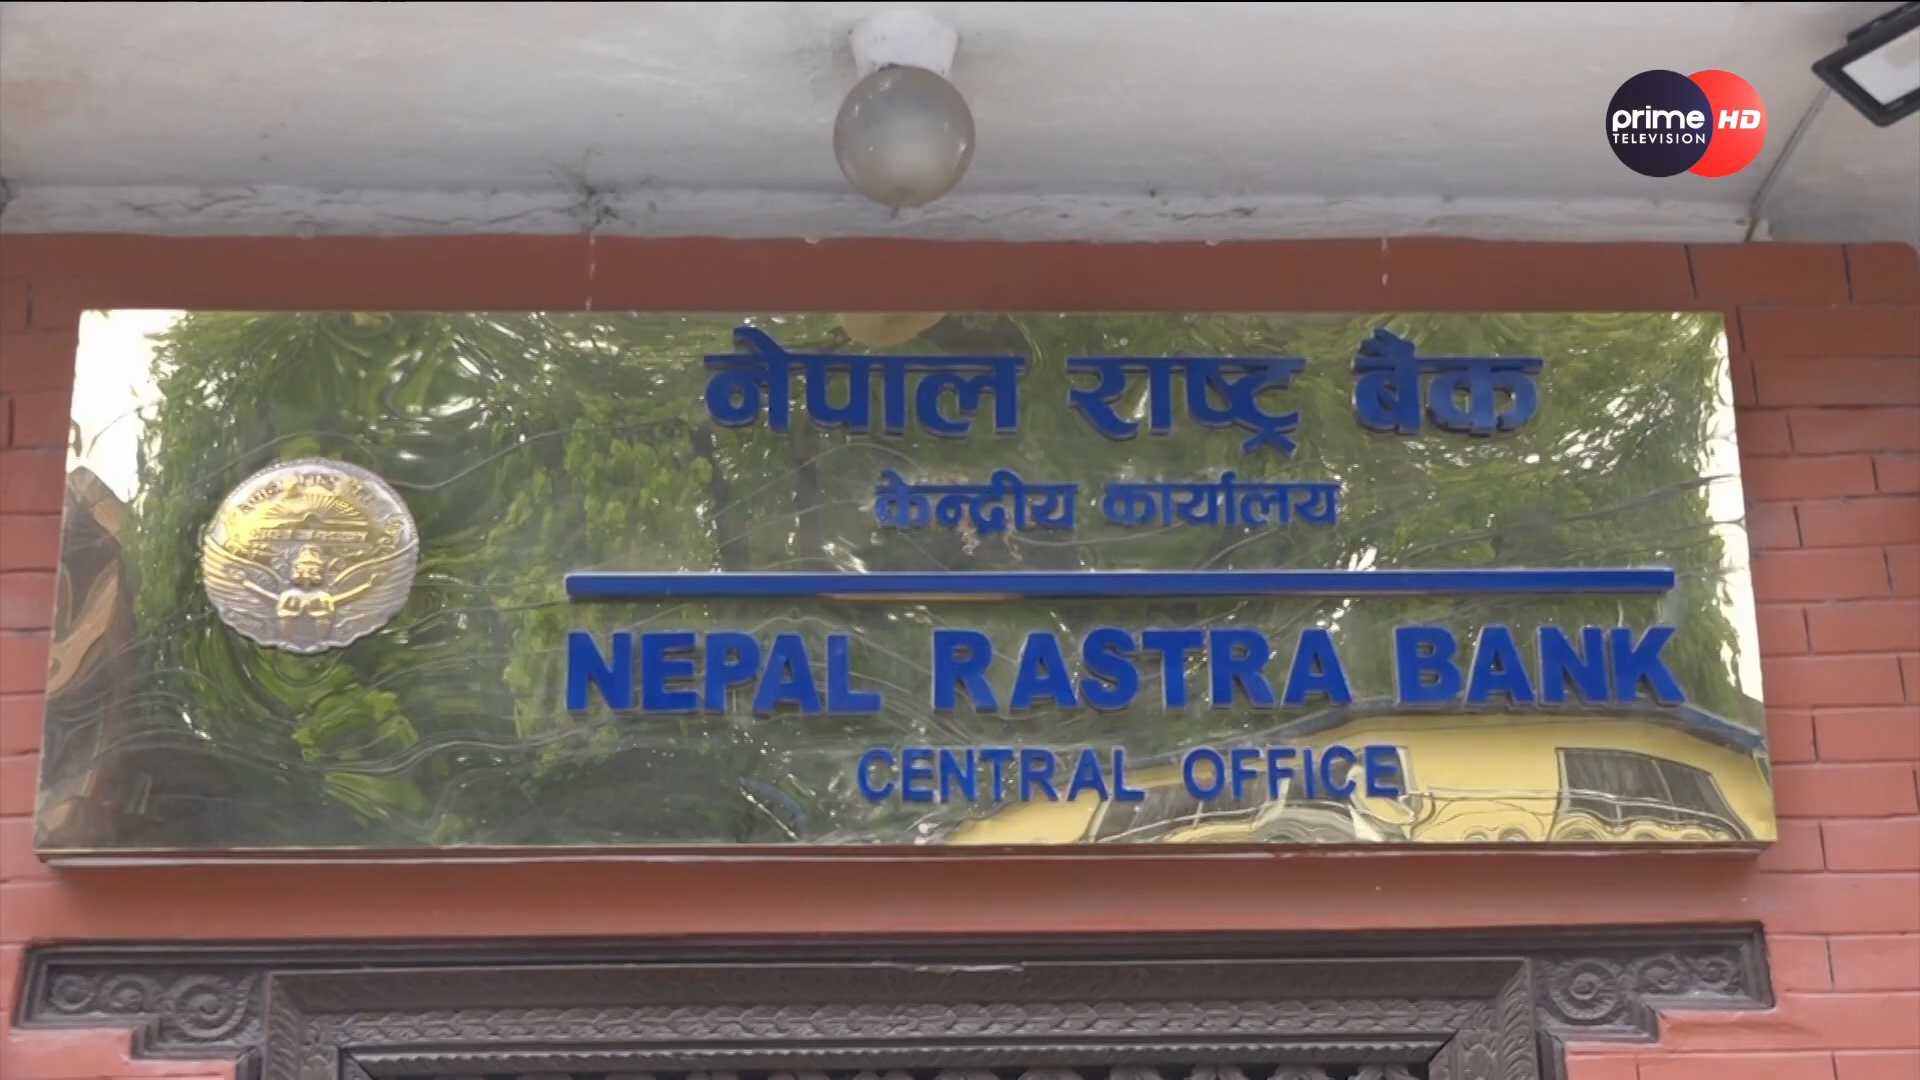 prime HD
TELEVISION
नेपाल राष्ट्र बैंक
केन्द्रीय कार्यालय
NEPAL RASTRA BANK
CENTRAL OFFICE